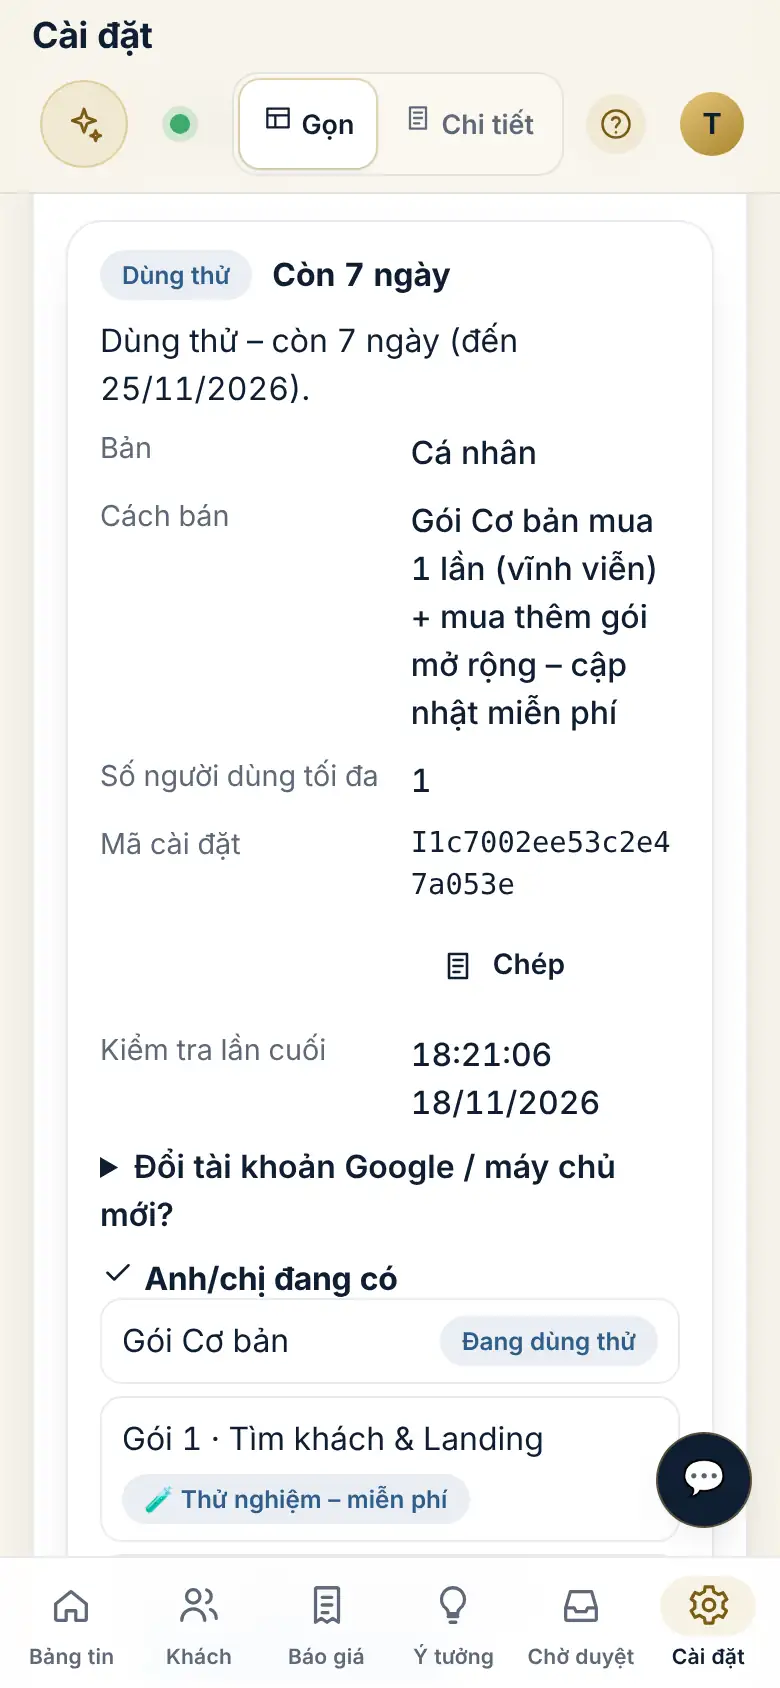 Cài đặt
Gọn
Chi tiết
?
T
Dùng thử
Còn 7 ngày
Dùng thử – còn 7 ngày (đến
25/11/2026).
Bản
Cá nhân
Cách bán
Gói Cơ bản mua
1 lần (vĩnh viễn)
+ mua thêm gói
mở rộng – cập
nhật miễn phí
Số người dùng tối đa
1
Mã cài đặt
I1c7002ee53c2e4
7a053e
Chép
Kiểm tra lần cuối
18:21:06
18/11/2026
Đổi tài khoản Google / máy chủ
mới?
Anh/chị đang có
Gói Cơ bản
Đang dùng thử
Gói 1 · Tìm khách & Landing
Thử nghiệm – miễn phí
Bảng tin
Khách
Báo giá
Ý tưởng
Chờ duyệt
Cài đặt